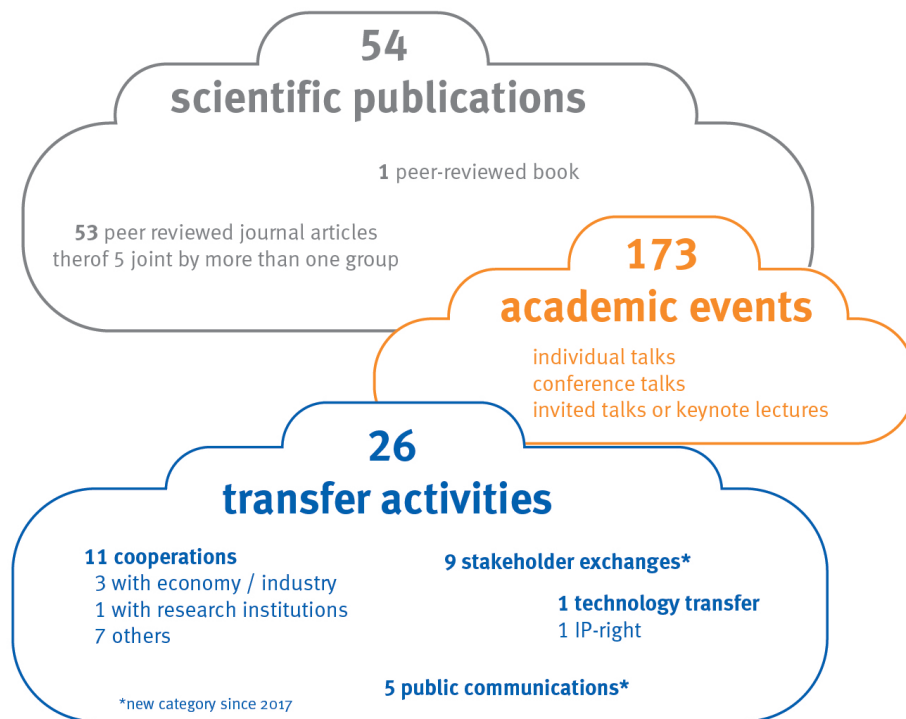 54
scientific publications
1 peer-reviewed book
53 peer reviewed journal articles
therof 5 joint by more than one group
173
academic events
individual talks
conference talks
invited talks or keynote lectures
26
transfer activities
11 cooperations
3 with economy / industry
1 with research institutions
7 others
9 stakeholder exchanges*
1 technology transfer
1 IP-right
5 public communications*
*new category since 2017